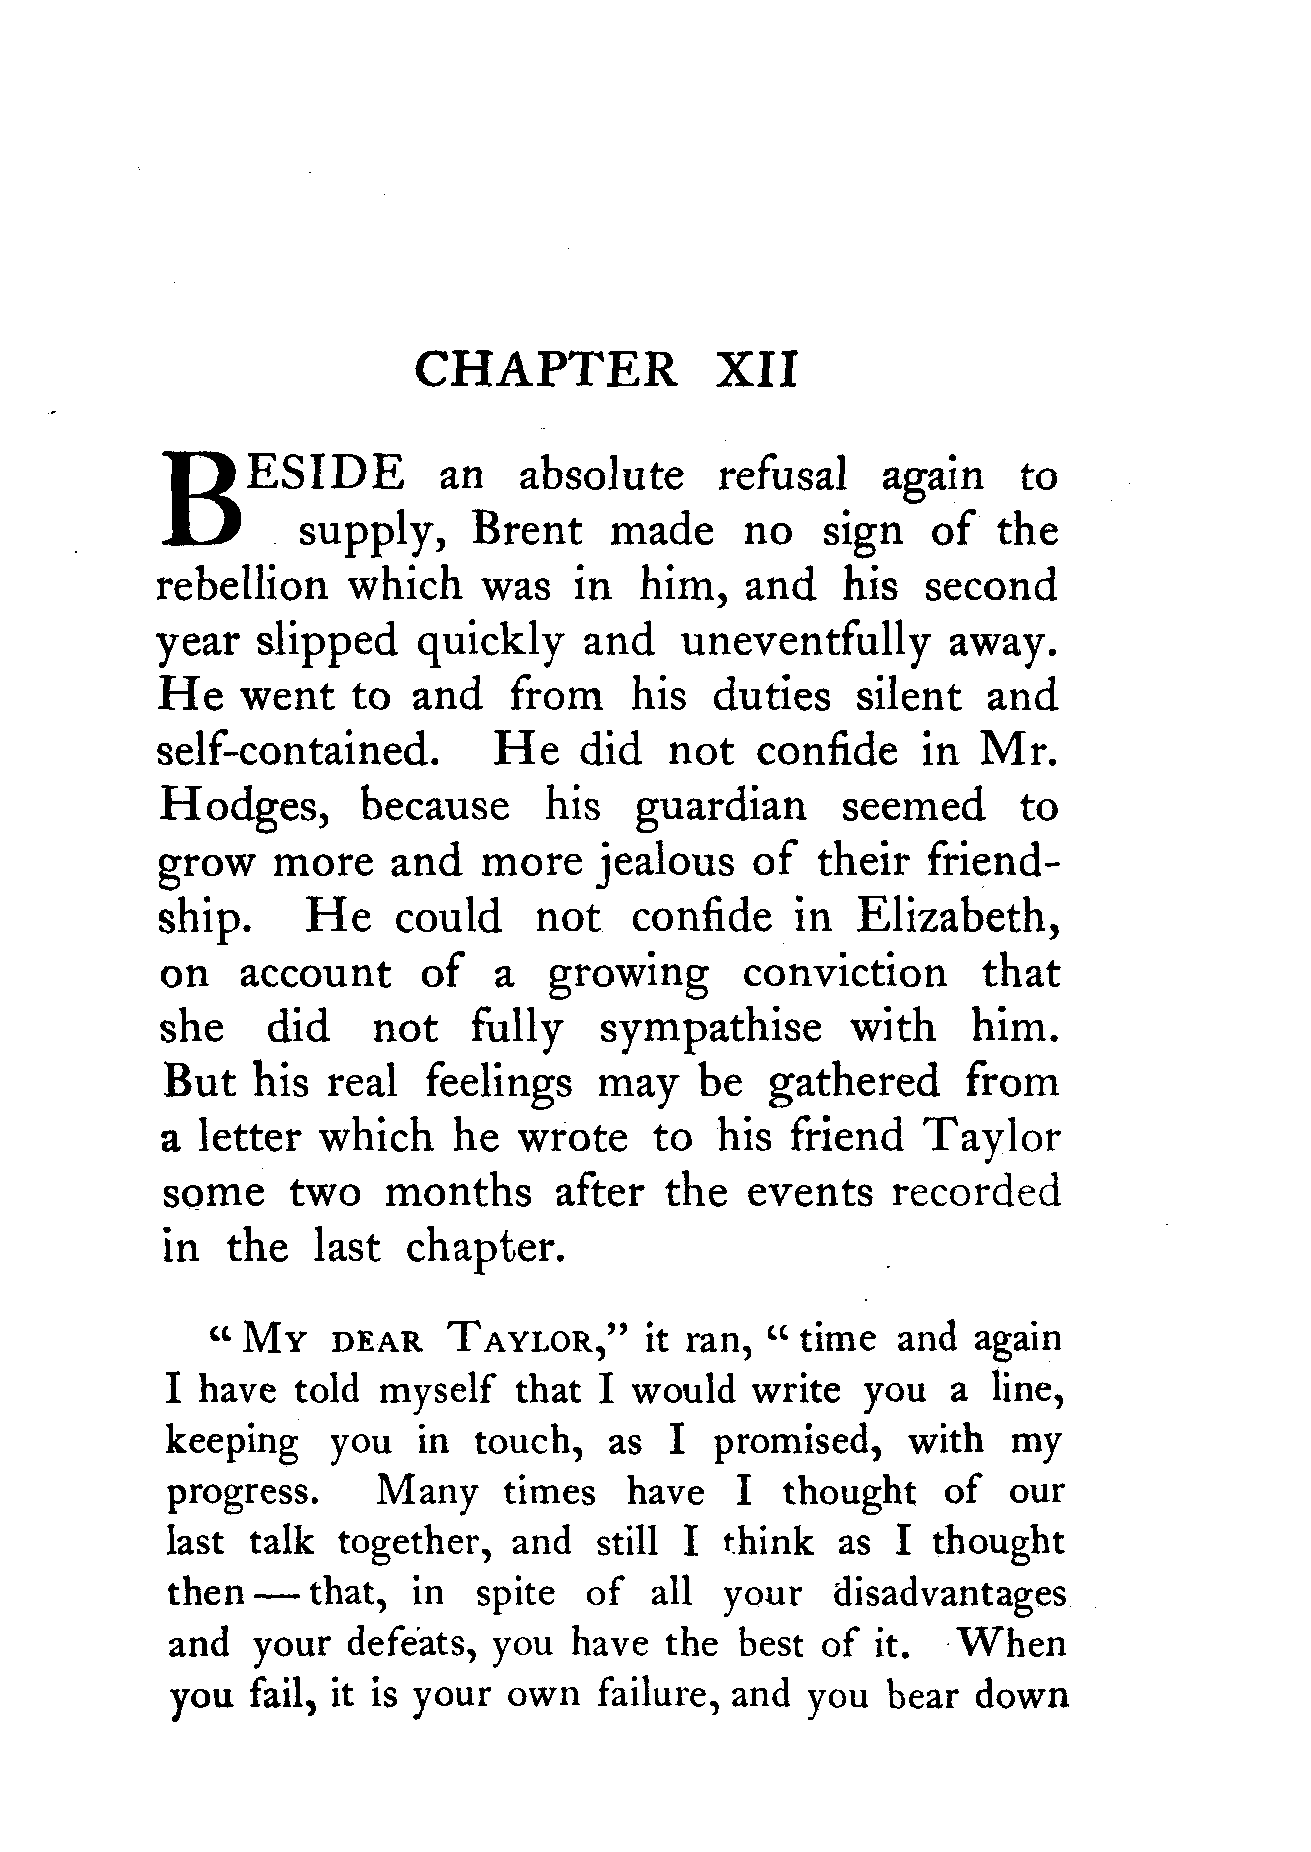 CHAPTER XII
BESIDE an absolute refusal again to
supply, Brent made no sign of the
rebellion which was in him, and his second
year slipped quickly and uneventfully away.
He went to and from his duties silent and
self-contained. He did not confide in Mr.
Hodges, because his guardian seemed to
grow more and more jealous of their friend-
ship. He could not confide in Elizabeth,
on account of a growing conviction that
she did not fully sympathise with him.
But his real feelings may be gathered from
a letter which he wrote to his friend Taylor
some two months after the events recorded
in the last chapter.
“ MY DEAR TAYLOR,” it ran, “ time and again
I have told myself that I would write you a line,
keeping you in touch, as I promised, with my
progress. Many times have I thought of our
last talk together, and still I think as I thought
then — that, in spite of all your disadvantages
and your defeats, you have the best of it. When
you fail, it is your own failure, and you bear down